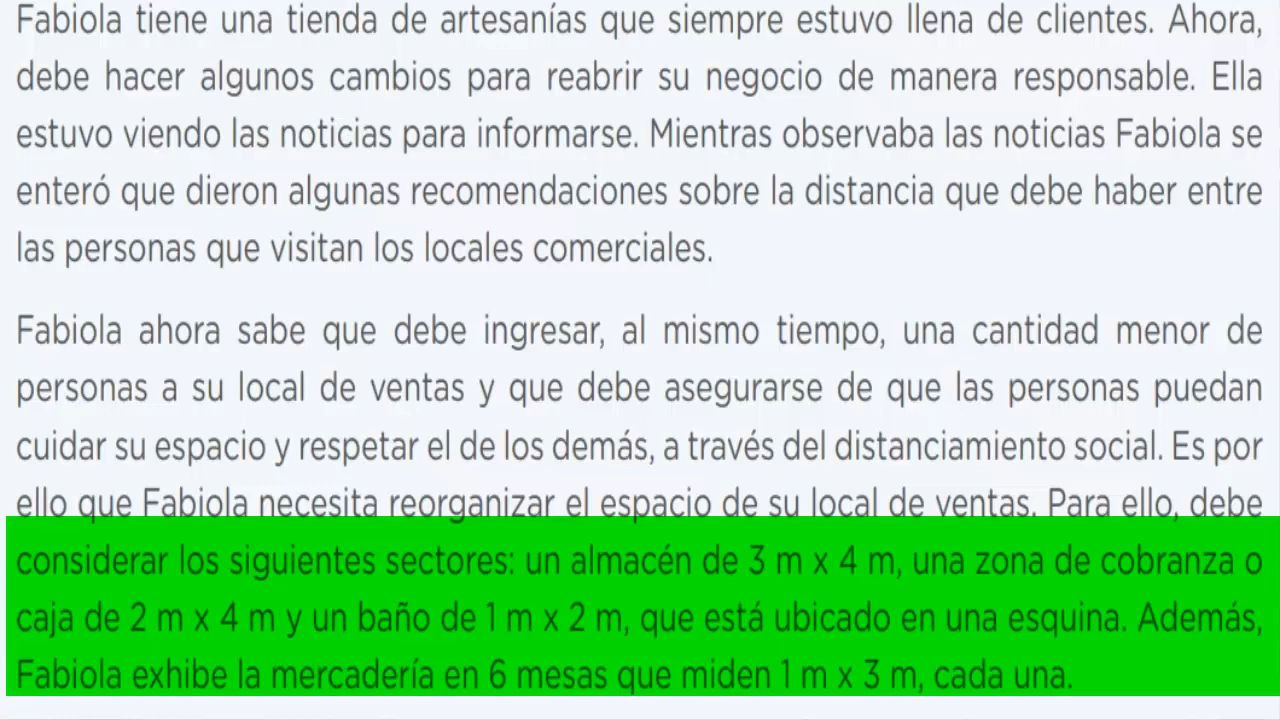 Fabiola tiene una tienda de artesanías que siempre estuvo llena de clientes. Ahora,
debe hacer algunos cambios para reabrir su negocio de manera responsable. Ella
estuvo viendo las noticias para informarse. Mientras observaba las noticias Fabiola se
enteró que dieron algunas recomendaciones sobre la distancia que debe haber entre
las personas que visitan los locales comerciales.
Fabiola ahora sabe que debe ingresar, al mismo tiempo, una cantidad menor de
personas a su local de ventas y que debe asegurarse de que las personas puedan
cuidar su espacio y respetar el de los demás, a través del distanciamiento social. Es por
ello que Fabiola necesita reorganizar el espacio de su local de ventas. Para ello, debe
considerar los siguientes sectores: un almacén de 3 m x 4 m, una zona de cobranza o
caja de 2 m x 4 m y un baño de 1 m x 2 m, que está ubicado en una esquina. Además,
Fabiola exhibe la mercadería en 6 mesas que miden 1 m x 3 m, cada una.